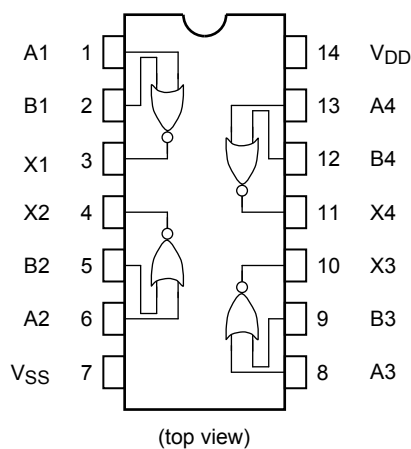 A1 1 14 VDD
B1 2 13 A4
X1 3 12 B4
X2 4 11 X4
B2 5 10 X3
A2 6 9 B3
VSS 7 8 A3
(top view)